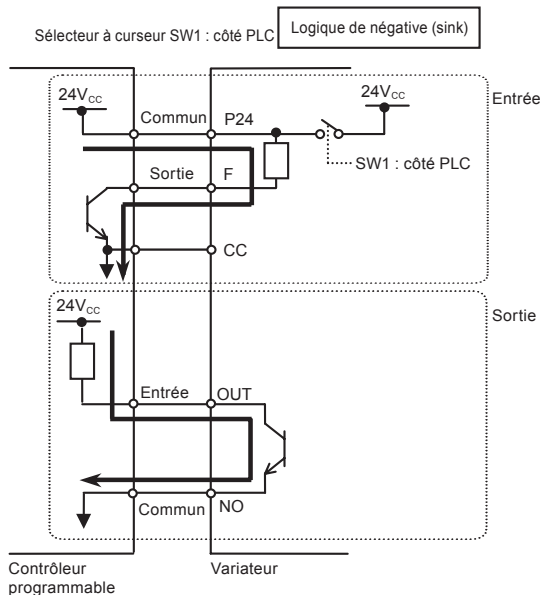 Sélecteur à curseur SW1 : côté PLC
Logique de négative (sink)
Entrée
24Vcc
24Vcc
Commun
P24
SW1 : côté PLC
Sortie
F
CC
Sortie
24Vcc
Entrée
OUT
Commun
NO
Contrôleur
programmable
Variateur